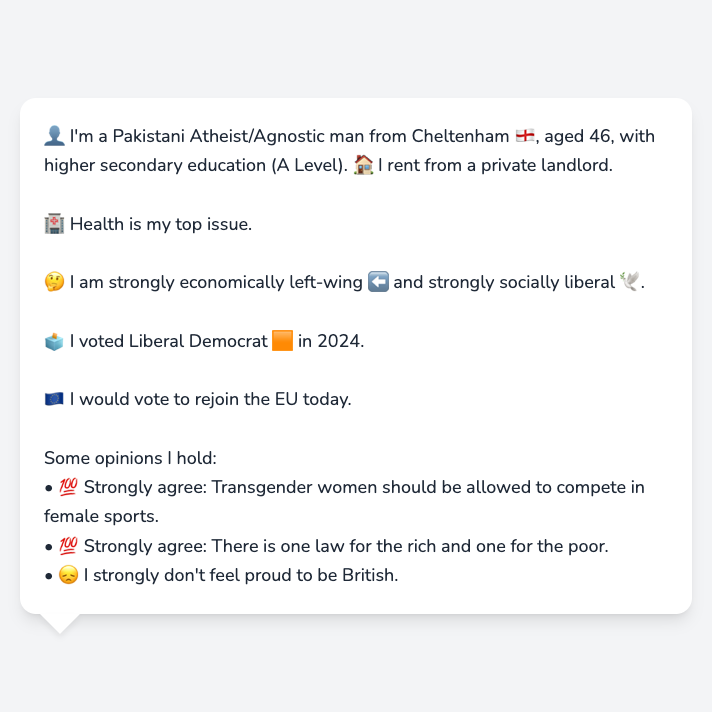 👤 I'm a Pakistani Atheist/Agnostic man from Cheltenham 🏴󠁧󠁢󠁥󠁮󠁧󠁿, aged 46, with
higher secondary education (A Level). 🏠 I rent from a private landlord.
🏥 Health is my top issue.
🤔 I am strongly economically left-wing ⬅️ and strongly socially liberal 🕊️.
🗳️ I voted Liberal Democrat 🟧 in 2024.
🇪🇺 I would vote to rejoin the EU today.
Some opinions I hold:
• 💯 Strongly agree: Transgender women should be allowed to compete in
female sports.
• 💯 Strongly agree: There is one law for the rich and one for the poor.
• 😞 I strongly don't feel proud to be British.